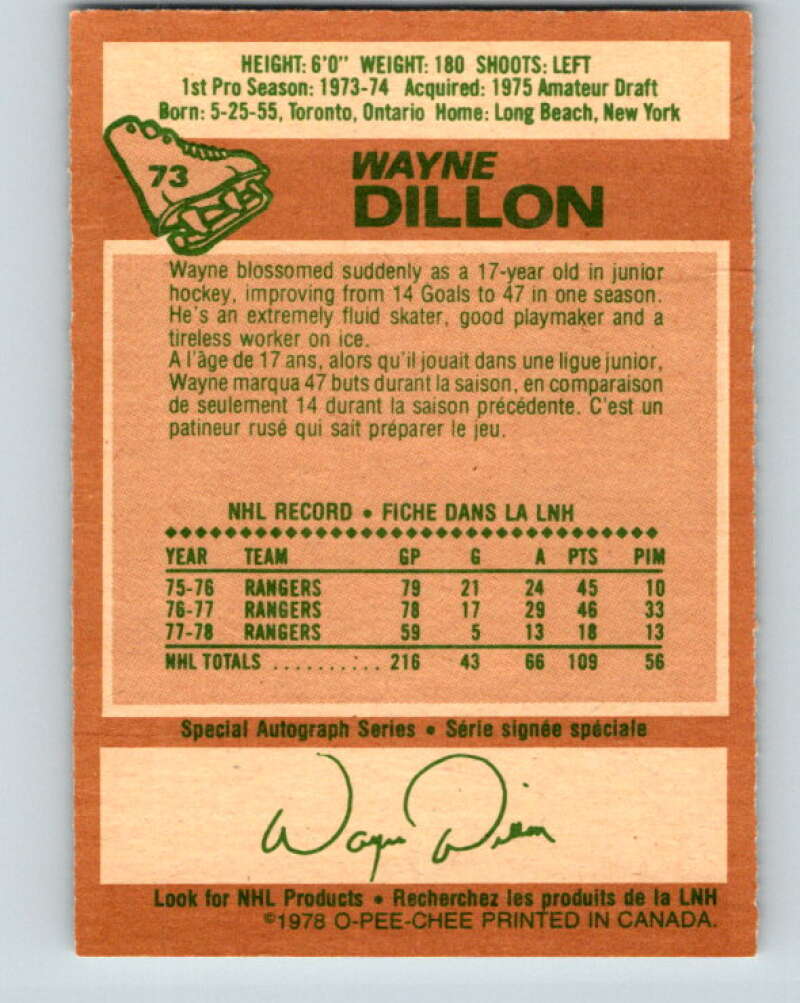 HEIGHT: 6'0" WEIGHT: 180 SHOOTS: LEFT
1st Pro Season: 1973-74 Acquired: 1975 Amateur Draft
Born: 5-25-55, Toronto, Ontario Home: Long Beach, New York
73
WAYNE
DILLON
Wayne blossomed suddenly as a 17-year old in junior
hockey, improving from 14 Goals to 47 in one season.
He's an extremely fluid skater, good playmaker and a
tireless worker on ice.
A l'âge de 17 ans, alors qu'il jouait dans une ligue junior,
Wayne marqua 47 buts durant la saison, en comparaison
de seulement 14 durant la saison précédente. C'est un
patineur rusé qui sait préparer le jeu.
NHL RECORD • FICHE DANS LA LNH
YEAR TEAM GP G A PTS PIM
75-76 RANGERS 79 21 24 45 10
76-77 RANGERS 78 17 29 46 33
77-78 RANGERS 59 5 13 18 13
NHL TOTALS .......... 216 43 66 109 56
Special Autograph Series • Série signée spéciale
Wayne Dillon
Look for NHL Products • Recherchez les produits de la LNH
©1978 O-PEE-CHEE PRINTED IN CANADA.